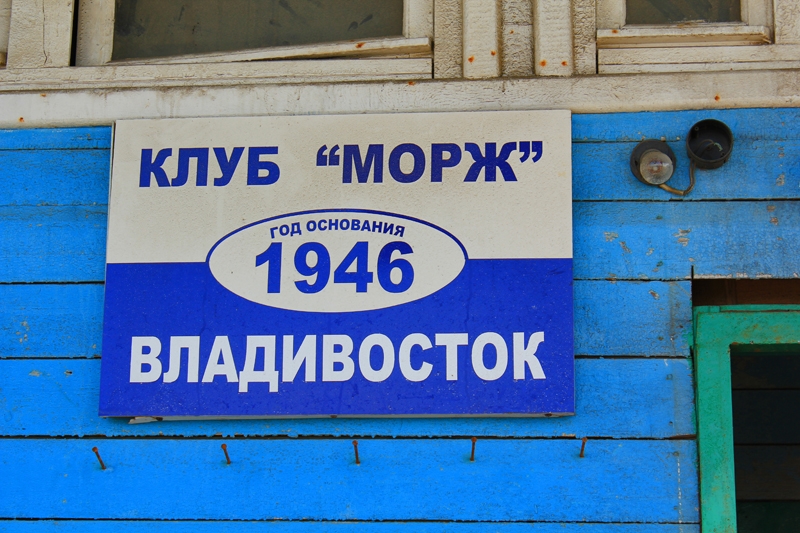 КЛУБ “МОРЖ”
ГОД ОСНОВАНИЯ
1946
ВЛАДИВОСТОК